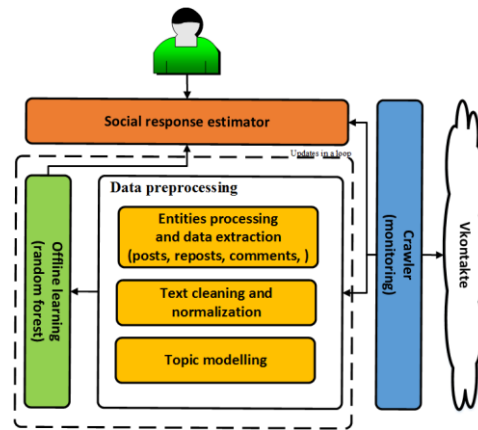 Social response estimator
Updates in a loop
Data preprocessing
Entities processing
and data extraction
(posts, reposts, comments, )
Text cleaning and
normalization
Topic modelling
Offline learning
(random forest)
Crawler
(monitoring)
Vkontakte